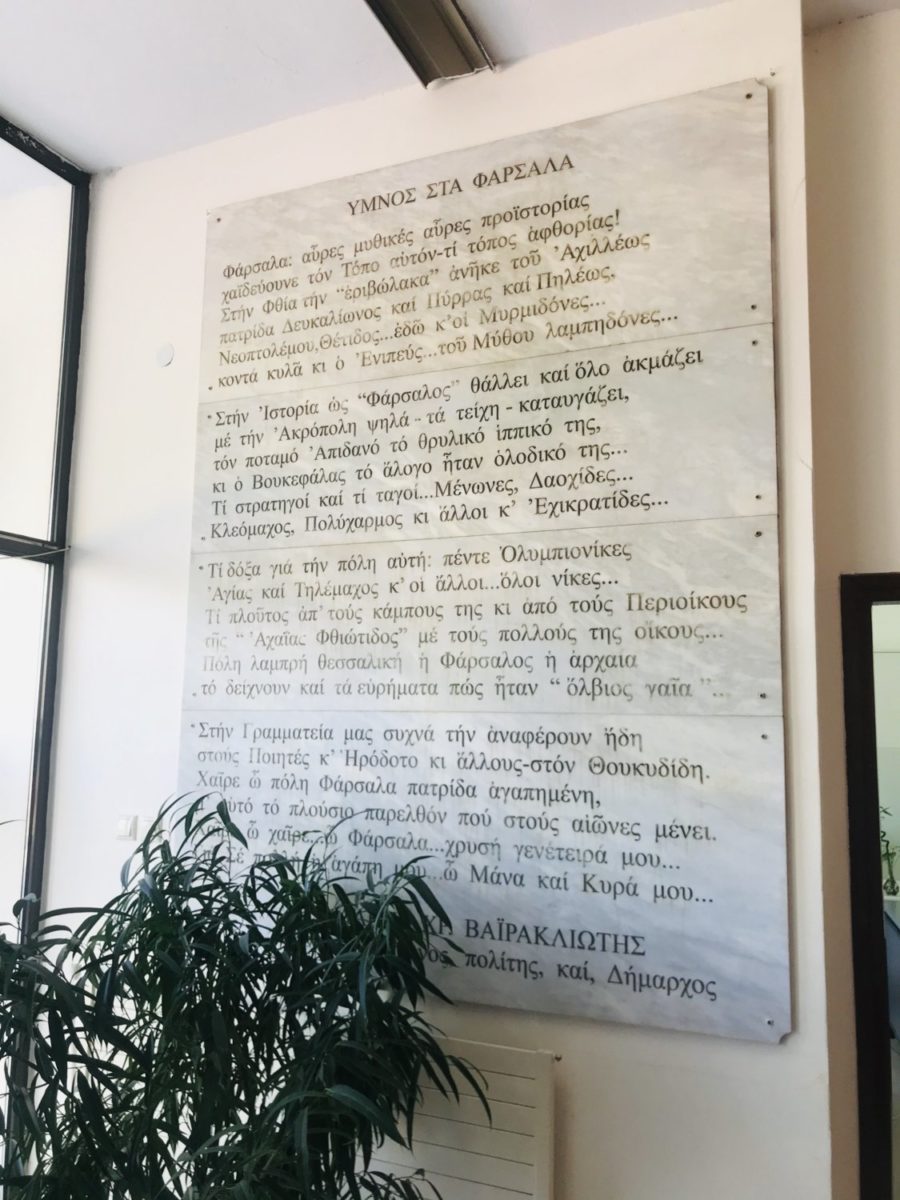 ΥΜΝΟΣ ΣΤΑ ΦΑΡΣΑΛΑ
Φάρσαλα: αὖρες μυθικές αὖρες προϊστορίας
χαϊδεύουνε τόν Τόπο αὐτόν-τί τόπος ἀφθορίας!
Στήν Φθία τήν “ἐριβώλακα” ἀνῆκε τοῦ Ἀχιλλέως
πατρίδα Δευκαλίωνος καί Πύρρας καί Πηλέως.
Νεοπτολέμου,Θέτιδος...ἐδῶ κ’οἱ Μυρμιδόνες...
κοντά κυλᾶ κι ὁ Ἐνιπεύς...τοῦ Μύθου λαμπηδόνες...
Στήν Ἱστορία ὡς “Φάρσαλος” θάλλει καί ὅλο ἀκμάζει
μέ τήν Ἀκρόπολη ψηλά - τά τείχη - καταυγάζει,
τόν ποταμό Ἀπιδανό τό θρυλικό ἱππικό της,
κι ὁ Βουκεφάλας τό ἄλογο ἦταν ὁλοδικό της...
Τί στρατηγοί καί τί ταγοί...Μένωνες, Δαοχίδες...
Κλεόμαχος, Πολύχαρμος κι ἄλλοι κ’ Ἐχικρατίδες...
Τί δόξα γιά τήν πόλη αὐτή: πέντε Ὀλυμπιονίκες
Ἀγίας καί Τηλέμαχος κ’οἱ ἄλλοι...ὅλοι νίκες...
Τί πλοῦτος ἀπ’ τούς κάμπους της κι ἀπό τούς Περιοίκους
τῆς “ Ἀχαΐας Φθιώτιδος” μέ τούς πολλούς της οἴκους...
Πόλη λαμπρή θεσσαλική ἡ Φάρσαλος ἡ ἀρχαια
τό δείχνουν καί τά εὑρήματα πώς ἦταν “ ὄλβιος γαῖα ”...
Στήν Γραμματεία μας συχνά τήν ἀναφέρουν ἤδη
στούς Ποιητές κ’ Ἡρόδοτο κι ἄλλους-στόν Θουκυδίδη.
Χαῖρε ὦ πόλη Φάρσαλα πατρίδα ἀγαπημένη,
αὐτό τό πλούσιο παρελθόν πού στούς αἰῶνες μένει.
Χαῖρε ὦ χαῖρε...ὦ Φάρσαλα...χρυσή γενέτειρά μου...
Σέ ἀγάπη μου...ὦ Μάνα καί Κυρά μου...
ΒΑΪΡΑΚΛΙΩΤΗΣ
πολίτης, καί, Δήμαρχος